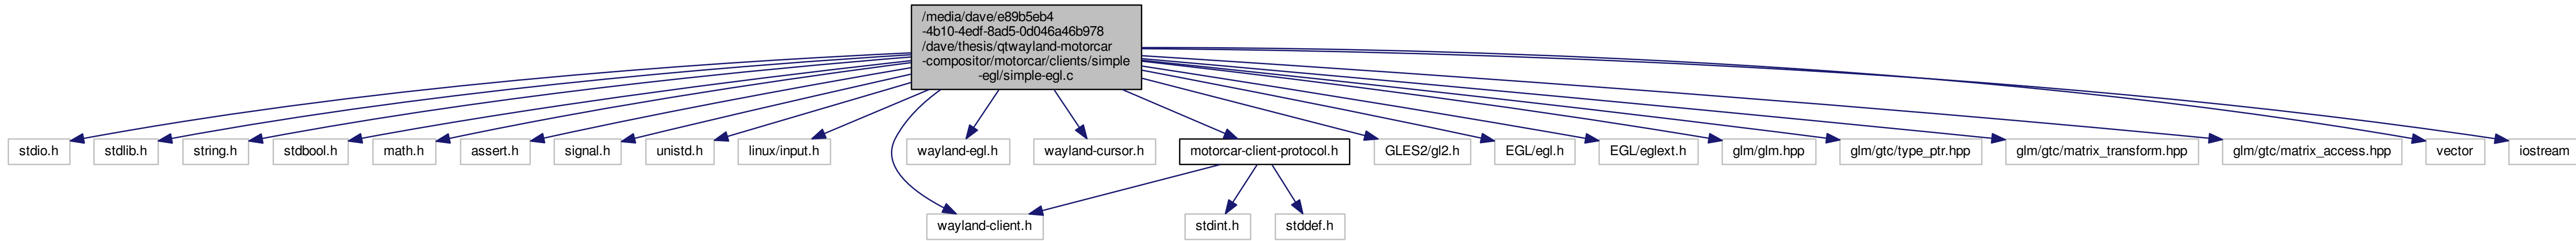 /media/dave/e89b5eb4
-4b10-4edf-8ad5-0d046a46b978
/dave/thesis/qtwayland-motorcar
-compositor/motorcar/clients/simple
-egl/simple-egl.c
stdio.h
stdlib.h
string.h
stdbool.h
math.h
assert.h
signal.h
unistd.h
linux/input.h
wayland-egl.h
wayland-cursor.h
motorcar-client-protocol.h
GLES2/gl2.h
EGL/egl.h
EGL/eglext.h
glm/glm.hpp
glm/gtc/type_ptr.hpp
glm/gtc/matrix_transform.hpp
glm/gtc/matrix_access.hpp
vector
iostream
wayland-client.h
stdint.h
stddef.h